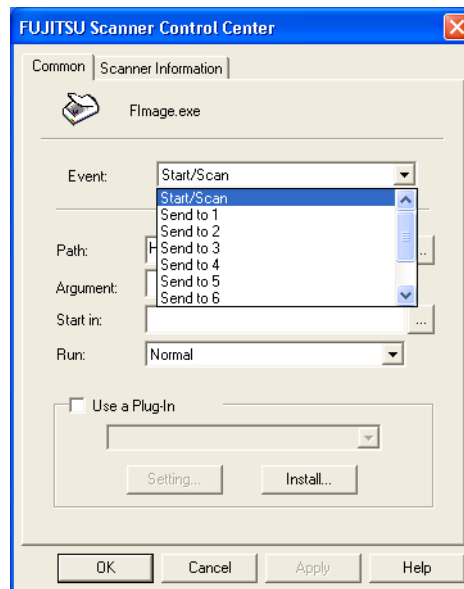 FUJITSU Scanner Control Center
Common Scanner Information
FImage.exe
Event: Start/Scan
Start/Scan
Send to 1
Send to 2
Path: H Send to 3 ...
Send to 4
Argument: Send to 5
Send to 6
Start in: ...
Run: Normal
Use a Plug-In
Setting... Install...
OK Cancel Apply Help